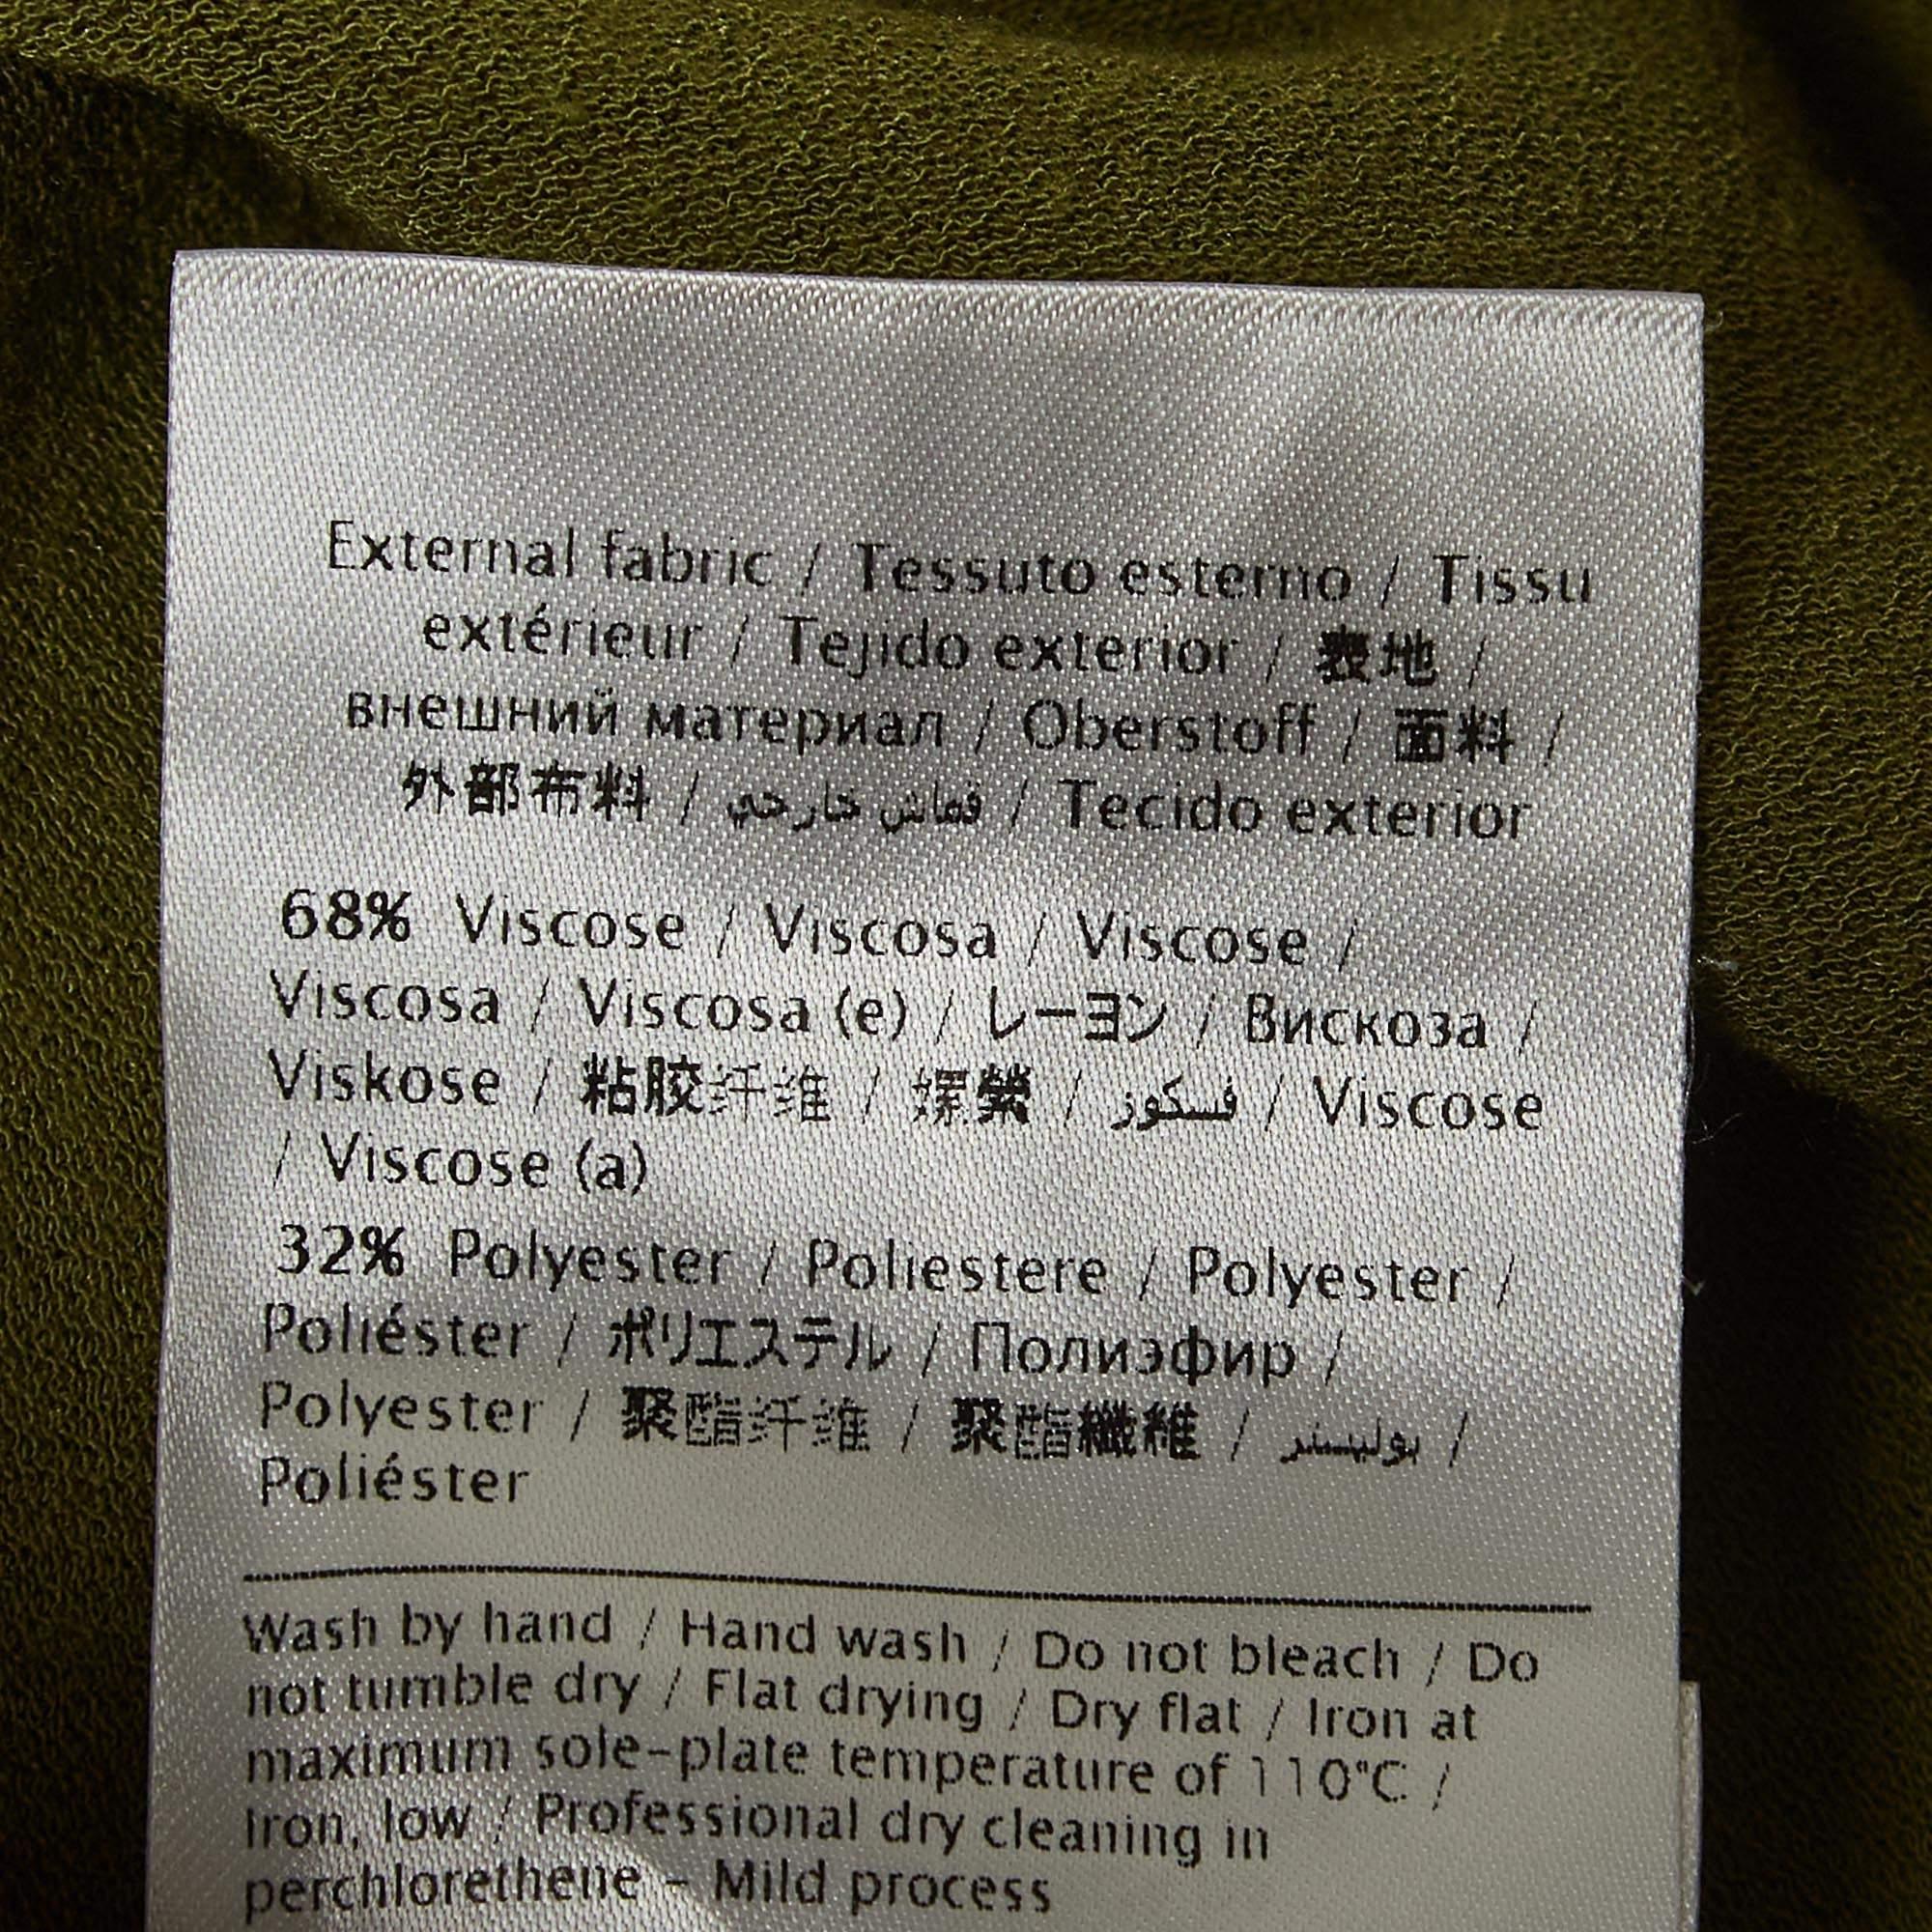 External fabric / Tessuto esterno / Tissu
extérieur / Tejido exterior / 表地 /
внешний материал / Oberstoff / 面料 /
外部布料 / قماش خارجي / Tecido exterior
68% Viscose / Viscosa / Viscose /
Viscosa / Viscosa (e) / レーヨン / Вискоза /
Viskose / 粘胶纤维 / 嫘縈 / فسكوز / Viscose
/ Viscose (a)
32% Polyester / Poliestere / Polyester /
Poliéster / ポリエステル / Полиэфир /
Polyester / 聚酯纤维 / 聚酯纖維 / بوليستر /
Poliéster
Wash by hand / Hand wash / Do not bleach / Do
not tumble dry / Flat drying / Dry flat / Iron at
maximum sole-plate temperature of 110°C /
Iron, low / Professional dry cleaning in
perchlorethene - Mild process